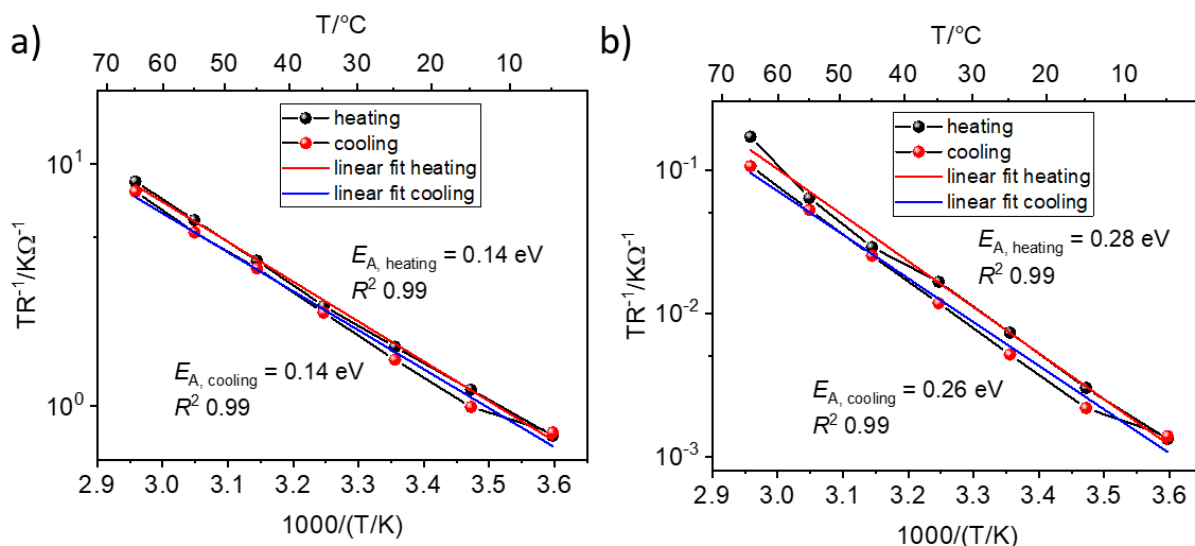 a)
T/°C
70 60 50 40 30 20 10
heating
cooling
linear fit heating
linear fit cooling
10¹
10⁰
TR⁻¹/KΩ⁻¹
E_A, heating = 0.14 eV
R² 0.99
E_A, cooling = 0.14 eV
R² 0.99
2.9 3.0 3.1 3.2 3.3 3.4 3.5 3.6
1000/(T/K)
b)
T/°C
70 60 50 40 30 20 10
heating
cooling
linear fit heating
linear fit cooling
10⁻¹
10⁻²
10⁻³
TR⁻¹/KΩ⁻¹
E_A, heating = 0.28 eV
R² 0.99
E_A, cooling = 0.26 eV
R² 0.99
2.9 3.0 3.1 3.2 3.3 3.4 3.5 3.6
1000/(T/K)